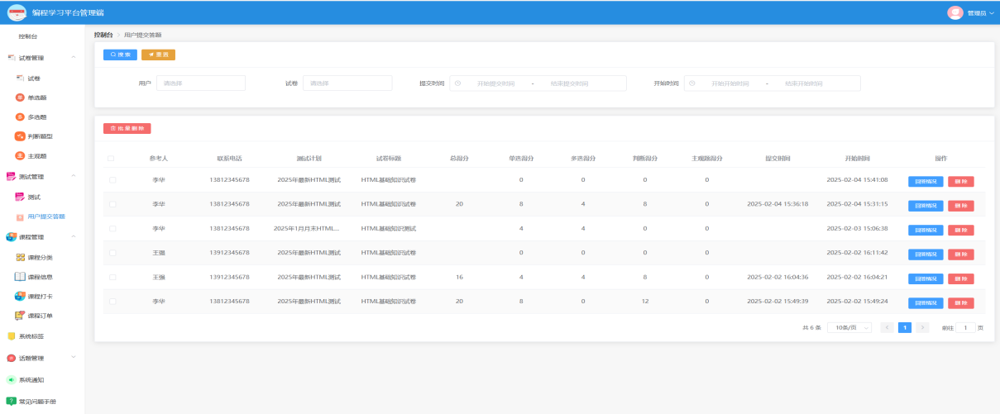 编程学习平台管理端
管理员
控制台
试卷管理
试卷
单选题
多选题
判断题型
主观题
测试管理
测试
用户提交答题
课程管理
课程分类
课程信息
课程打卡
课程订单
系统标签
话题管理
系统通知
常见问题手册
控制台 > 用户提交答题
搜索 重置
用户 请选择 试卷 请选择 提交时间 开始提交时间 - 结束提交时间 开始时间 开始开始时间 - 结束开始时间
批量删除
参考人 联系电话 测试计划 试卷标题 总得分 单选得分 多选得分 判断得分 主观题得分 提交时间 开始时间 操作
李华 13812345678 2025年最新HTML测试 HTML基础知识试卷 0 0 0 0 2025-02-04 15:41:08 回答情况 删除
李华 13812345678 2025年最新HTML测试 HTML基础知识试卷 20 8 4 8 0 2025-02-04 15:36:18 2025-02-04 15:31:15 回答情况 删除
李华 13812345678 2025年1月月末HTML... HTML基础知识测试 4 4 0 0 2025-02-03 15:06:38 回答情况 删除
王强 13912345678 2025年最新HTML测试 HTML基础知识试卷 0 0 0 0 2025-02-02 16:11:42 回答情况 删除
王强 13912345678 2025年最新HTML测试 HTML基础知识试卷 16 4 4 8 0 2025-02-02 16:04:36 2025-02-02 16:04:21 回答情况 删除
李华 13812345678 2025年最新HTML测试 HTML基础知识试卷 20 8 0 12 0 2025-02-02 15:49:39 2025-02-02 15:49:24 回答情况 删除
共 6 条 10条/页 < 1 > 前往 1 页